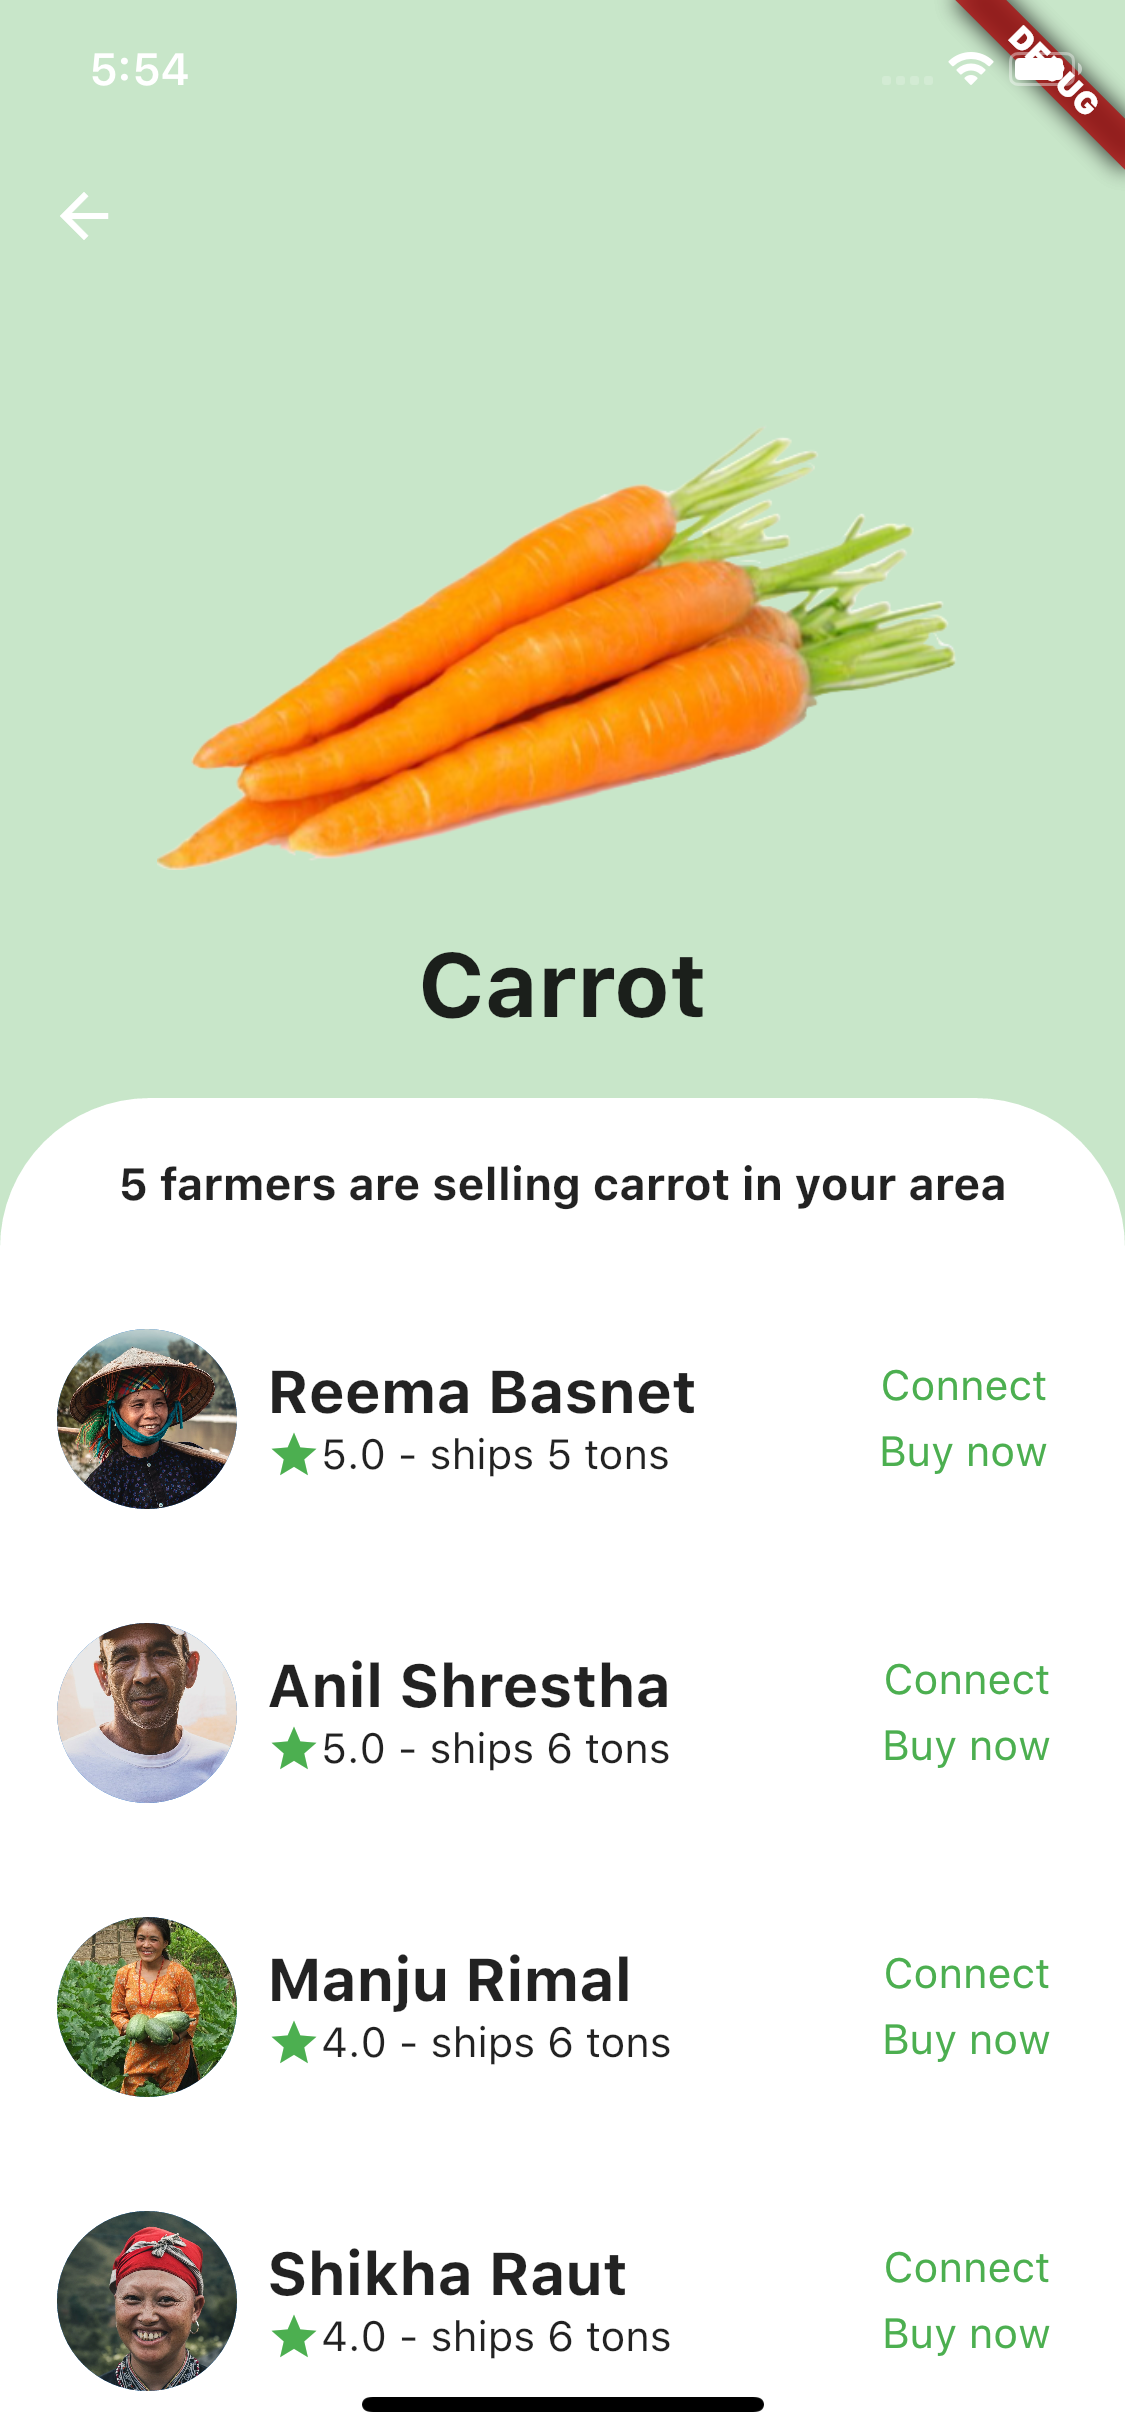 5:54
DEBUG
Carrot
5 farmers are selling carrot in your area
Reema Basnet
5.0 - ships 5 tons
Connect
Buy now
Anil Shrestha
5.0 - ships 6 tons
Connect
Buy now
Manju Rimal
4.0 - ships 6 tons
Connect
Buy now
Shikha Raut
4.0 - ships 6 tons
Connect
Buy now